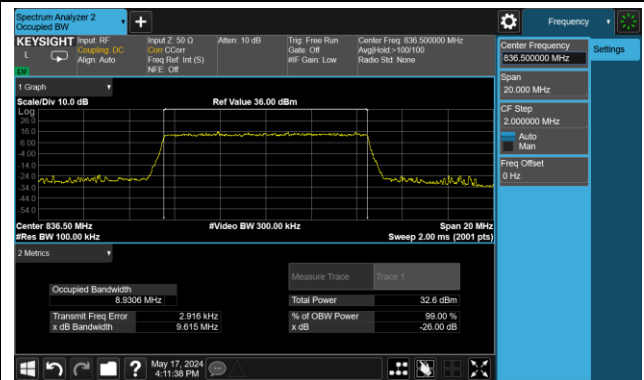 Spectrum Analyzer 2
Occupied BW
Frequency
KEYSIGHT
L
Input: RF
Coupling: DC
Align: Auto
Input Z: 50 Ω
Corr CCorr
Freq Ref: Int (S)
NFE: Off
Atten: 10 dB
Trig: Free Run
Gate: Off
#IF Gain: Low
Center Freq: 836.500000 MHz
Avg|Hold:>100/100
Radio Std: None
Center Frequency
836.500000 MHz
Settings
Span
20.000 MHz
CF Step
2.000000 MHz
Auto
Man
Freq Offset
0 Hz
1 Graph
Scale/Div 10.0 dB
Ref Value 36.00 dBm
Log
26.0
16.0
6.00
-4.00
-14.0
-24.0
-34.0
-44.0
-54.0
Center 836.50 MHz
#Video BW 300.00 kHz
Span 20 MHz
#Res BW 100.00 kHz
Sweep 2.00 ms (2001 pts)
2 Metrics
Measure Trace
Trace 1
Occupied Bandwidth
8.9306 MHz
Total Power
32.6 dBm
Transmit Freq Error
2.916 kHz
% of OBW Power
99.00 %
x dB Bandwidth
9.615 MHz
x dB
-26.00 dB
?
May 17, 2024
4:11:38 PM